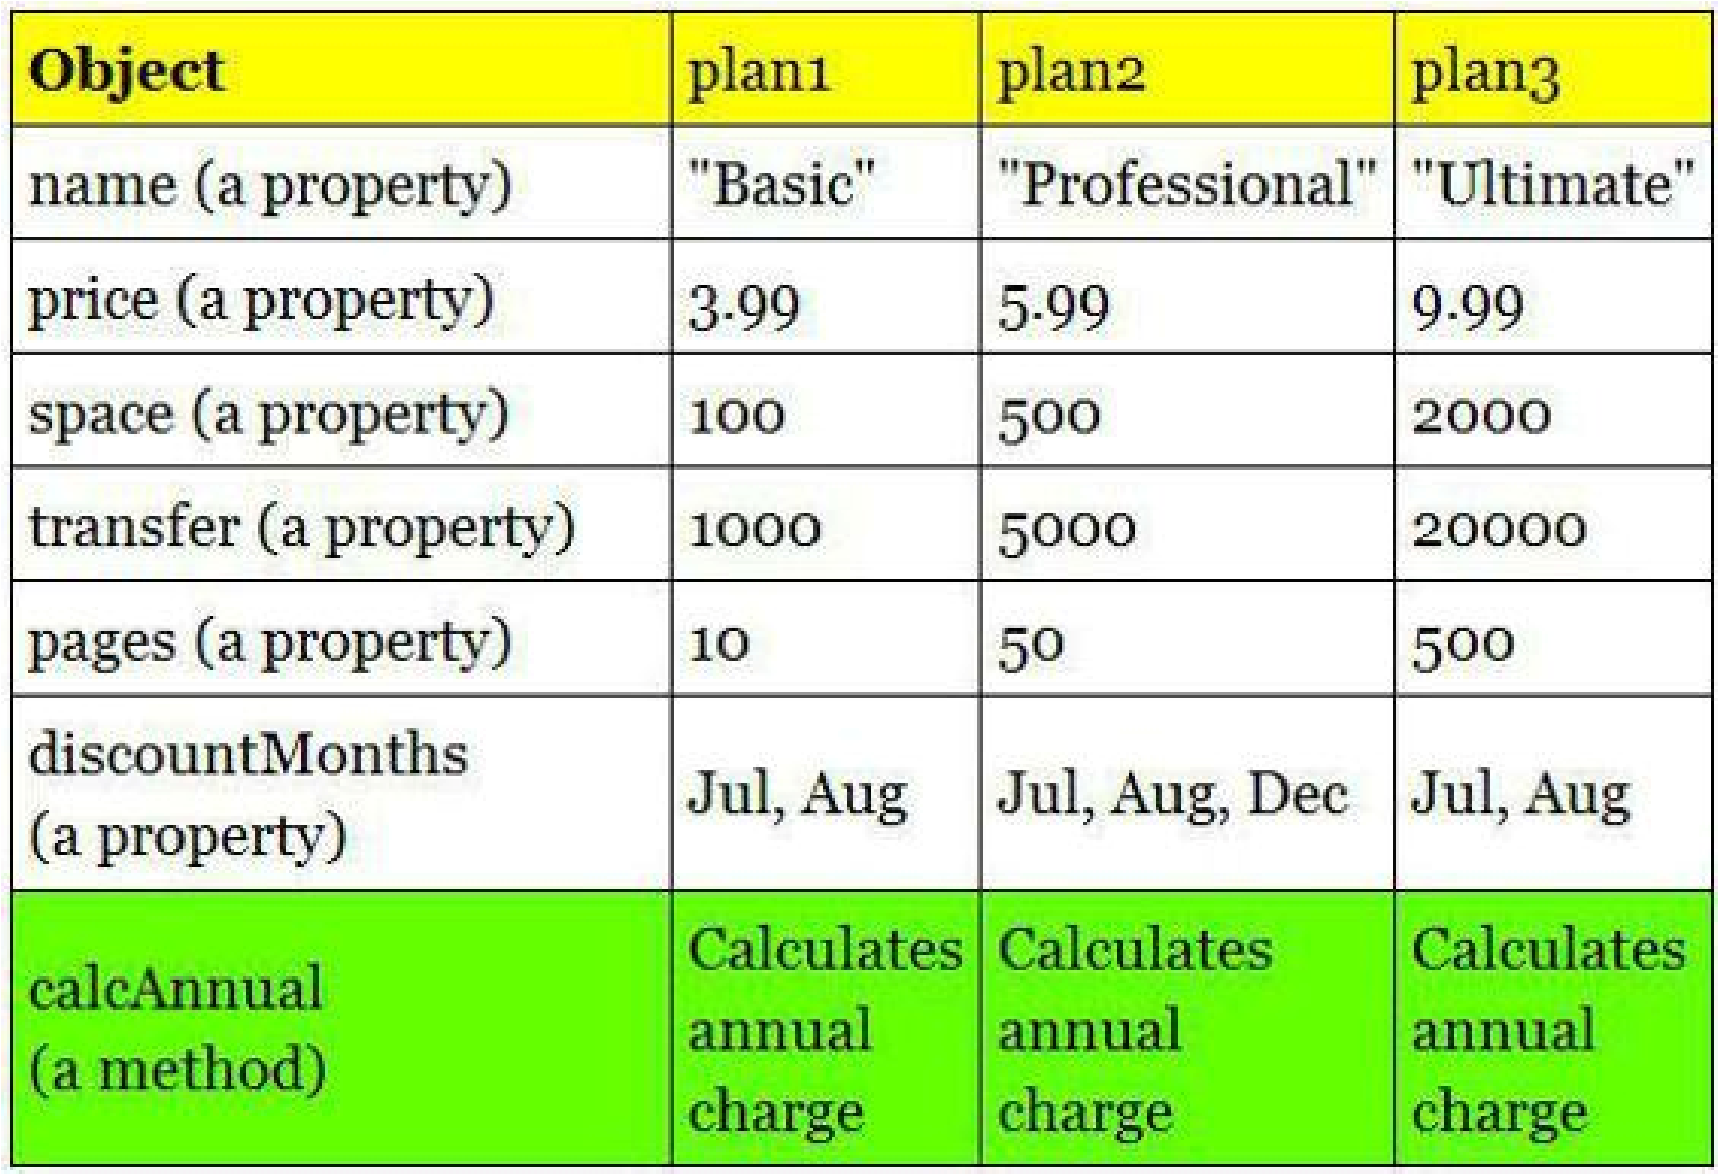 Object plan1 plan2 plan3
name (a property) "Basic" "Professional" "Ultimate"
price (a property) 3.99 5.99 9.99
space (a property) 100 500 2000
transfer (a property) 1000 5000 20000
pages (a property) 10 50 500
discountMonths
(a property) Jul, Aug Jul, Aug, Dec Jul, Aug
calcAnnual
(a method)
Calculates
annual
charge
Calculates
annual
charge
Calculates
annual
charge